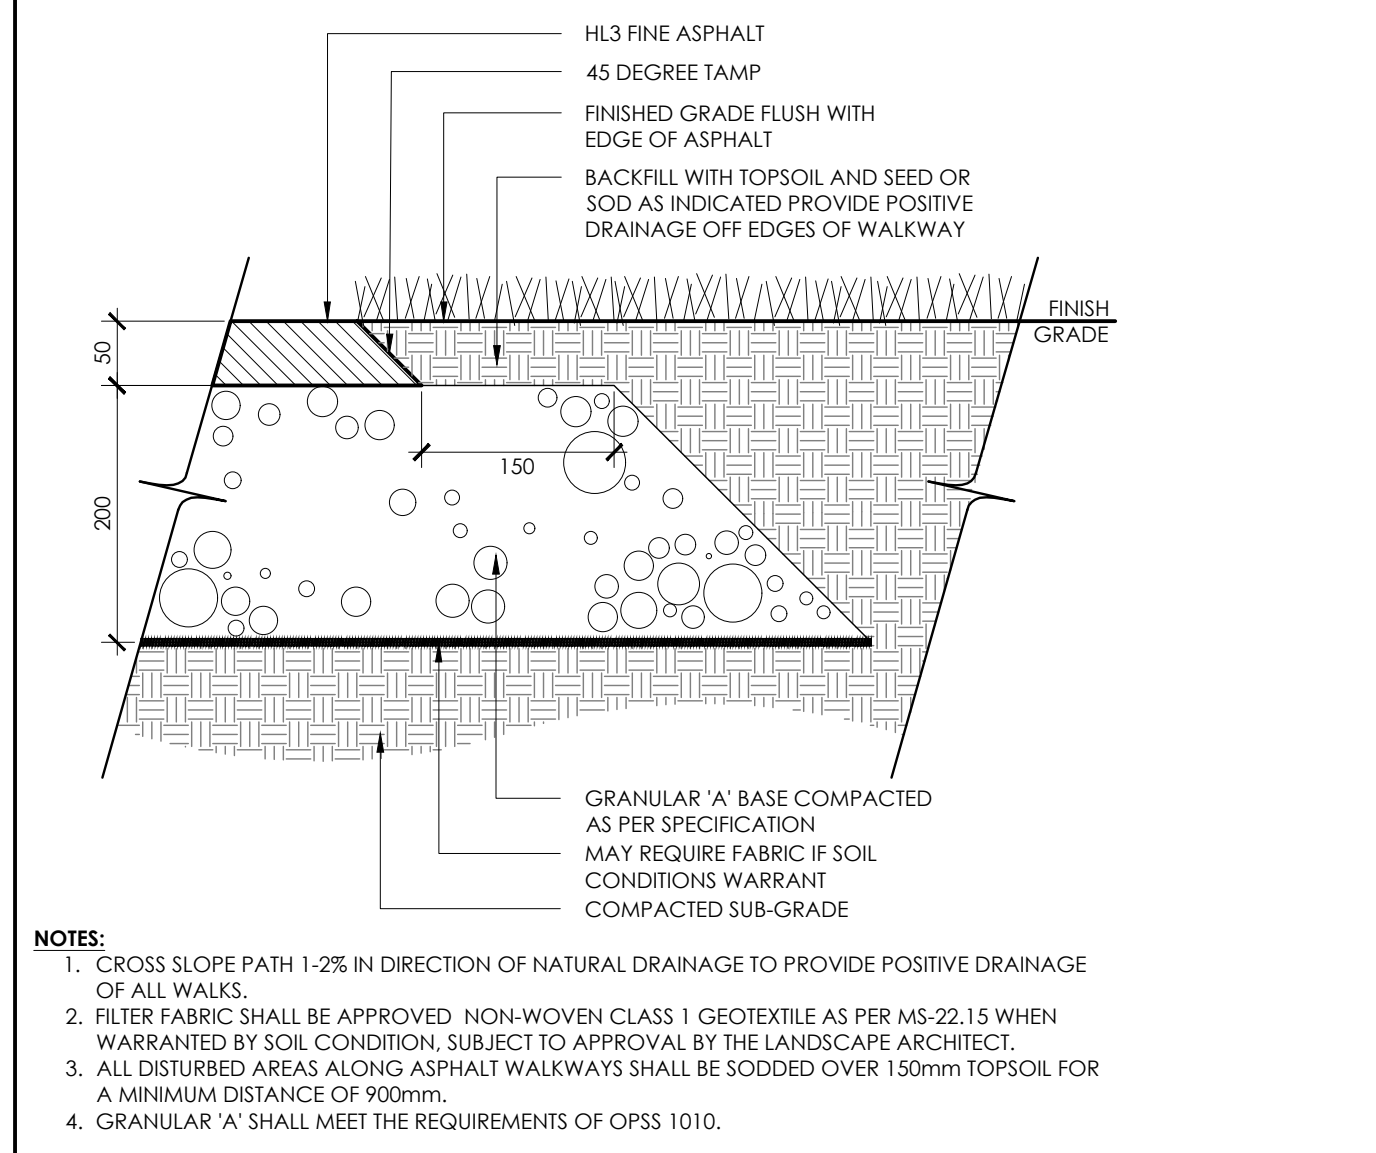 HL3 FINE ASPHALT
45 DEGREE TAMP
FINISHED GRADE FLUSH WITH
EDGE OF ASPHALT
BACKFILL WITH TOPSOIL AND SEED OR
SOD AS INDICATED PROVIDE POSITIVE
DRAINAGE OFF EDGES OF WALKWAY
FINISH
GRADE
50
150
200
GRANULAR 'A' BASE COMPACTED
AS PER SPECIFICATION
MAY REQUIRE FABRIC IF SOIL
CONDITIONS WARRANT
COMPACTED SUB-GRADE
NOTES:
1. CROSS SLOPE PATH 1-2% IN DIRECTION OF NATURAL DRAINAGE TO PROVIDE POSITIVE DRAINAGE
OF ALL WALKS.
2. FILTER FABRIC SHALL BE APPROVED NON-WOVEN CLASS 1 GEOTEXTILE AS PER MS-22.15 WHEN
WARRANTED BY SOIL CONDITION, SUBJECT TO APPROVAL BY THE LANDSCAPE ARCHITECT.
3. ALL DISTURBED AREAS ALONG ASPHALT WALKWAYS SHALL BE SODDED OVER 150mm TOPSOIL FOR
A MINIMUM DISTANCE OF 900mm.
4. GRANULAR 'A' SHALL MEET THE REQUIREMENTS OF OPSS 1010.